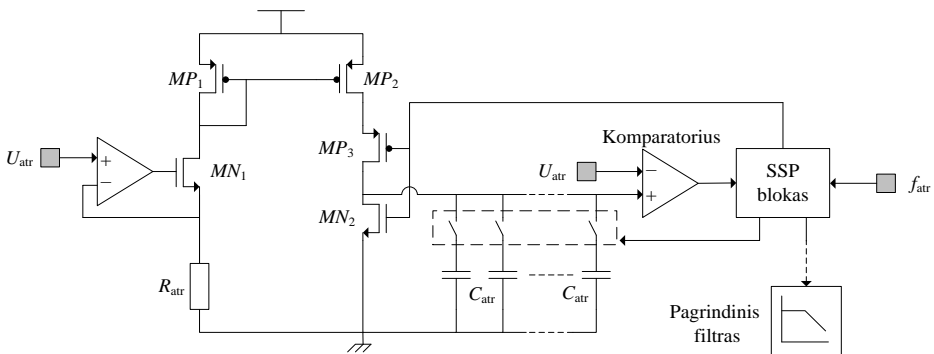 MP1
MP2
Uatr
+
−
MN1
MP3
MN2
Ratr
Komparatorius
Uatr
−
+
SSP
blokas
fatr
Catr
Catr
Pagrindinis
filtras